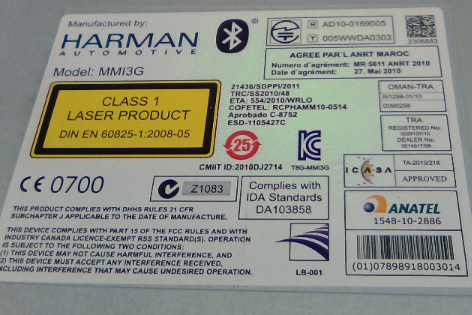 Manufactured by:
HARMAN
AUTOMOTIVE
Model: MMI3G
R AD10-0169005
T 005WWDA0303
2306883
AGREE PAR L'ANRT MAROC
Numero d'agrément: MR 5611 ANRT 2010
Date d'agrément: 27. Mai 2010
CLASS 1
LASER PRODUCT
DIN EN 60825-1:2008-05
21436/SDPPI/2011
TRC/SS2010/48
ETA: 554/2010/WRLO
COFETEL: RCPHAMM10-0514
Aprobado C-8752
ESD-1105427C
OMAN-TRA
R/1298-01/10
D090258
TRA
REGISTERED No:
DEALER No:
25
CMIIT ID:2010DJ2714
T8G-MMI3G
ICASA
TA-2010/218
APPROVED
CE 0700
N
Z1083
Complies with
IDA Standards
DA103858
ANATEL
1548-10-2886
THIS PRODUCT COMPLIES WITH DHHS RULES 21 CFR
SUBCHAPTER J APPLICABLE TO THE DATE OF MANUFACTURE.
THIS DEVICE COMPLIES WITH PART 15 OF THE FCC RULES AND WITH
INDUSTRY CANADA LICENCE-EXEMPT RSS STANDARD(S). OPERATION
IS SUBJECT TO THE FOLLOWING TWO CONDITIONS:
(1) THIS DEVICE MAY NOT CAUSE HARMFUL INTERFERENCE, AND
(2) THIS DEVICE MUST ACCEPT ANY INTERFERENCE RECEIVED,
INCLUDING INTERFERENCE THAT MAY CAUSE UNDESIRED OPERATION.
LB-001
(01)07898918003014